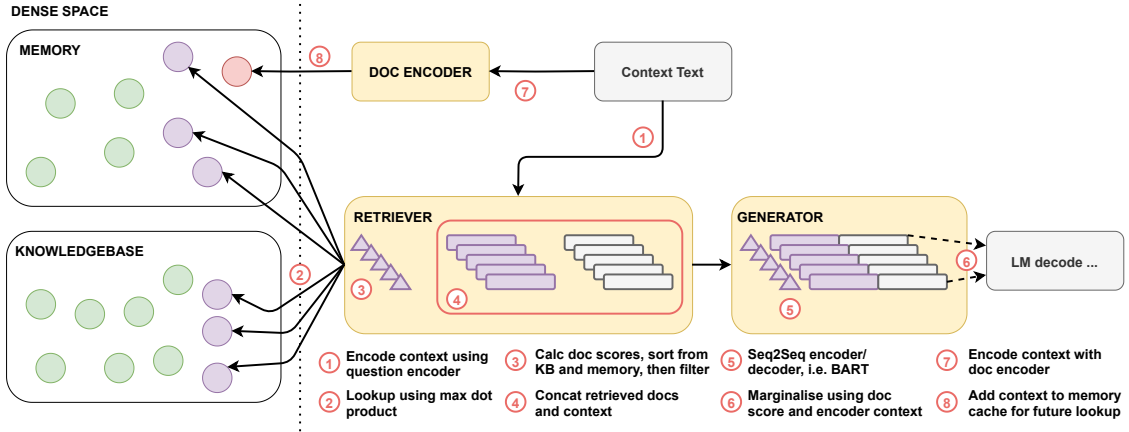 DENSE SPACE
MEMORY
8
DOC ENCODER
7
Context Text
1
KNOWLEDGEBASE
2
RETRIEVER
3
4
GENERATOR
5
6
LM decode ...
1 Encode context using
question encoder
2 Lookup using max dot
product
3 Calc doc scores, sort from
KB and memory, then filter
4 Concat retrieved docs
and context
5 Seq2Seq encoder/
decoder, i.e. BART
6 Marginalise using doc
score and encoder context
7 Encode context with
doc encoder
8 Add context to memory
cache for future lookup